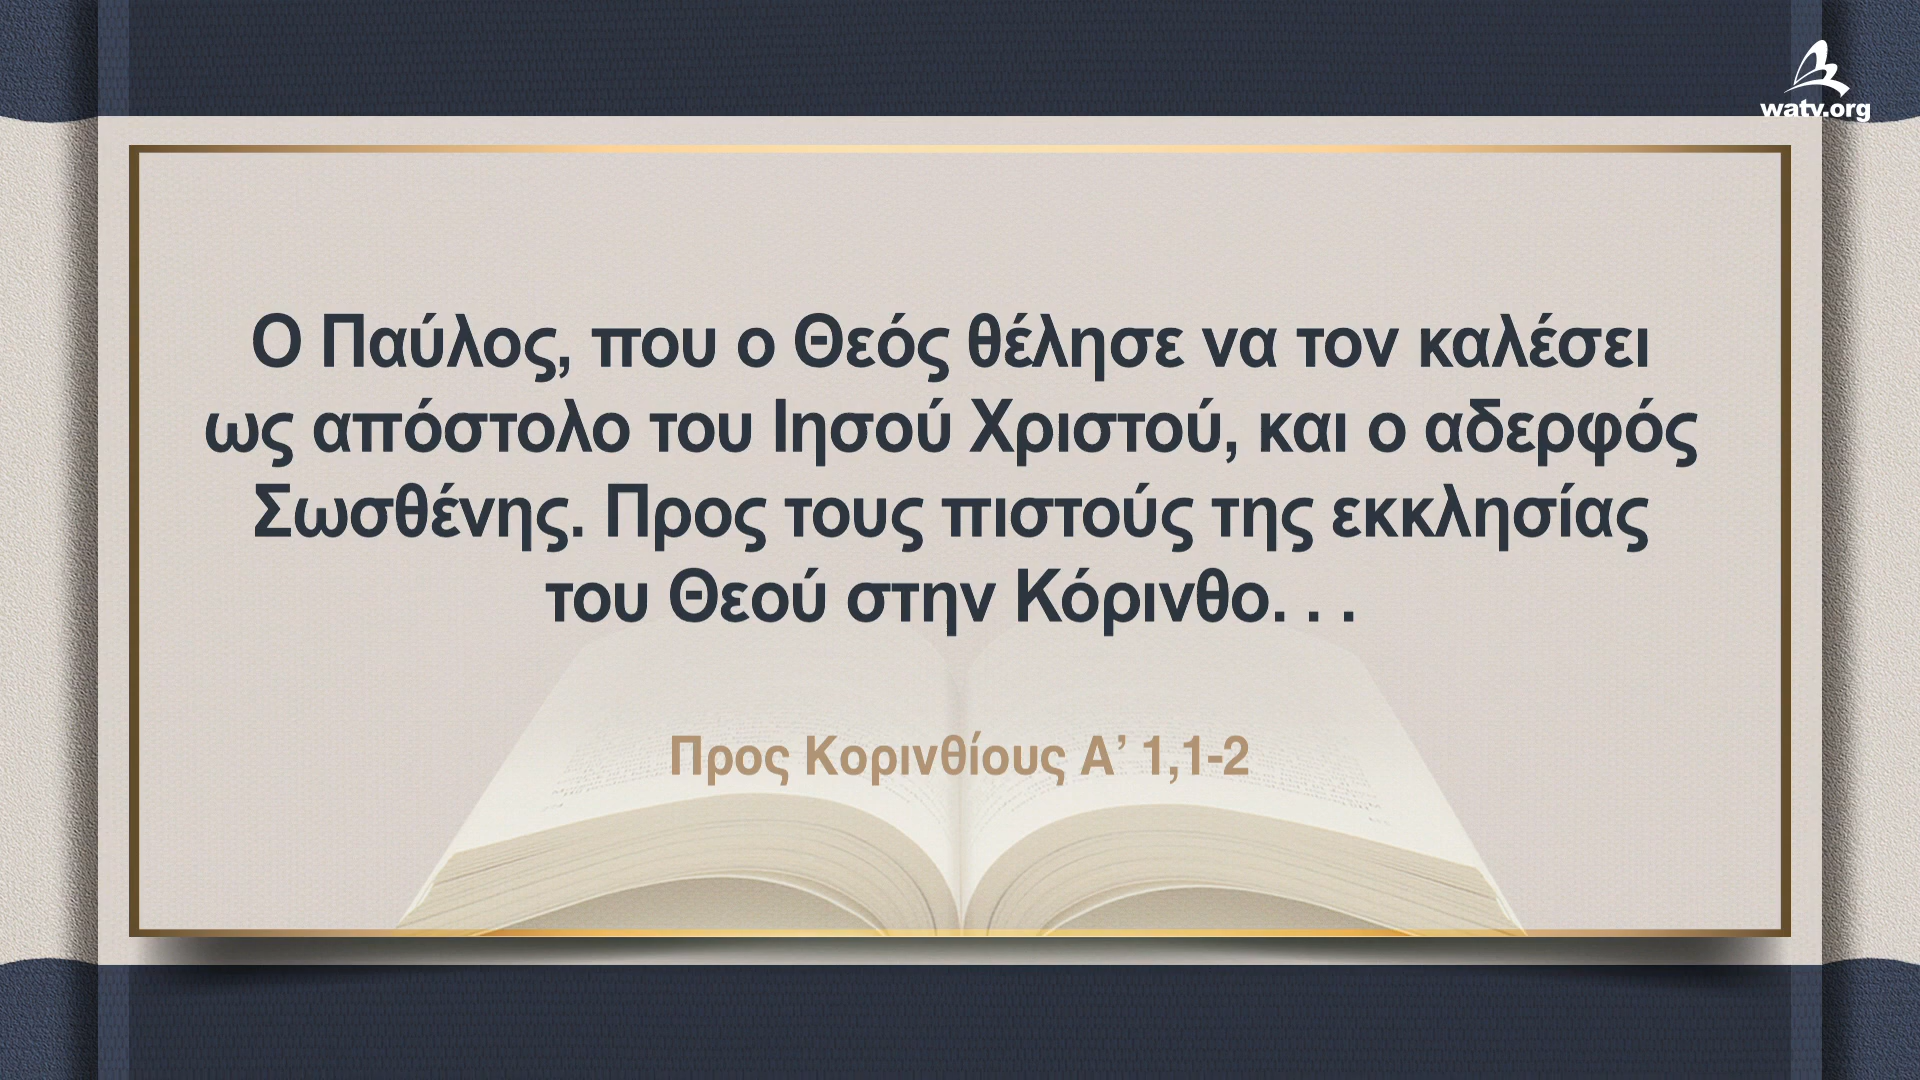 watv.org
Ο Παύλος, που ο Θεός θέλησε να τον καλέσει
ως απόστολο του Ιησού Χριστού, και ο αδερφός
Σωσθένης. Προς τους πιστούς της εκκλησίας
του Θεού στην Κόρινθο. . .
Προς Κορινθίους Α’ 1,1-2